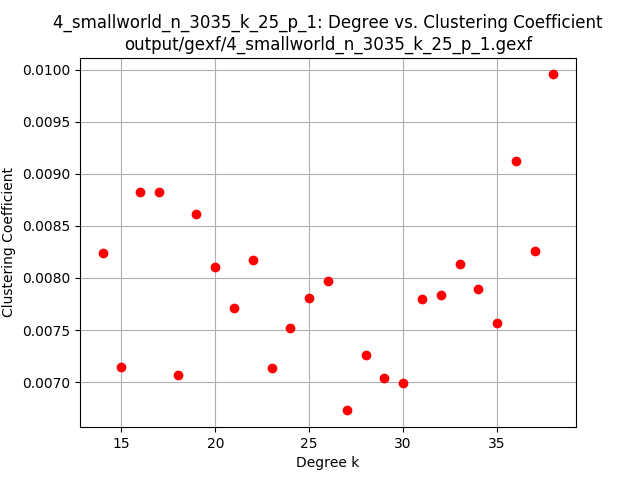 4_smallworld_n_3035_k_25_p_1: Degree vs. Clustering Coefficient
output/gexf/4_smallworld_n_3035_k_25_p_1.gexf
0.0100
0.0095
0.0090
0.0085
0.0080
0.0075
0.0070
Clustering Coefficient
15 20 25 30 35
Degree k